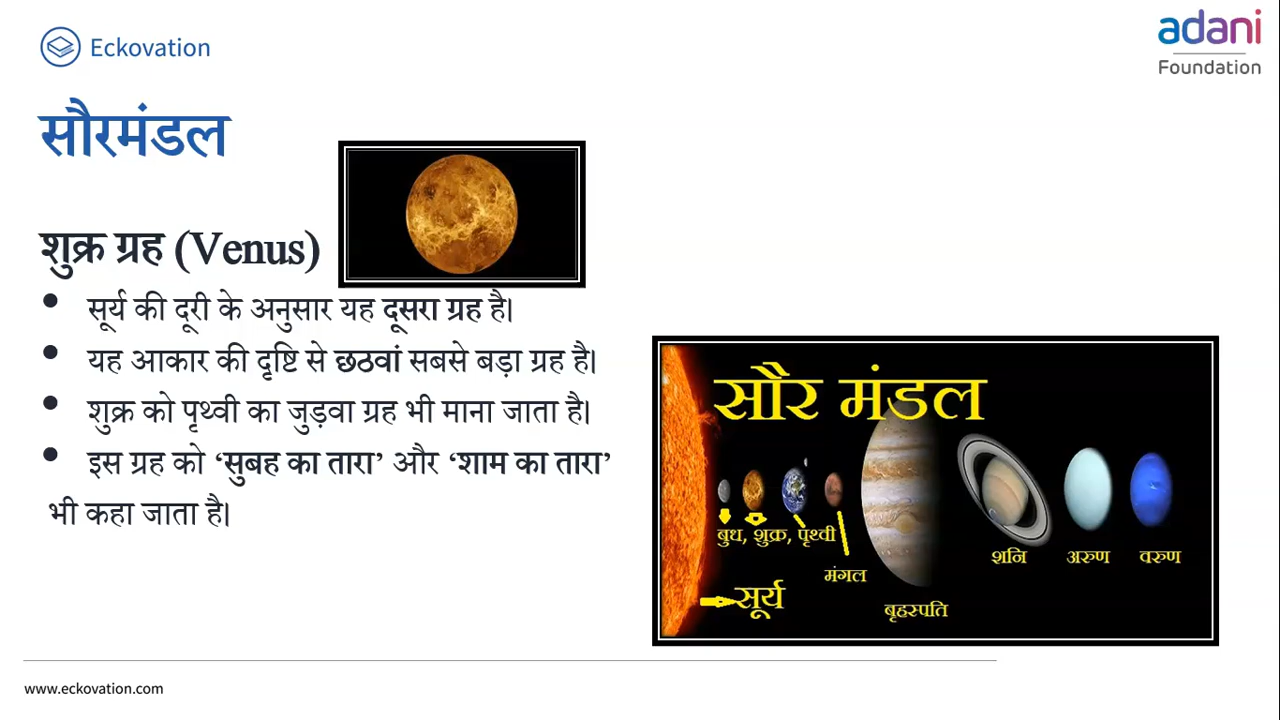 Eckovation
adani
Foundation
सौरमंडल
शुक्र ग्रह (Venus)
• सूर्य की दूरी के अनुसार यह दूसरा ग्रह है।
• यह आकार की दृष्टि से छठवां सबसे बड़ा ग्रह है।
• शुक्र को पृथ्वी का जुड़वा ग्रह भी माना जाता है।
• इस ग्रह को ‘सुबह का तारा’ और ‘शाम का तारा’
भी कहा जाता है।
सौर मंडल
बुध, शुक्र, पृथ्वी
मंगल
सूर्य
बृहस्पति
शनि
अरुण
वरुण
www.eckovation.com